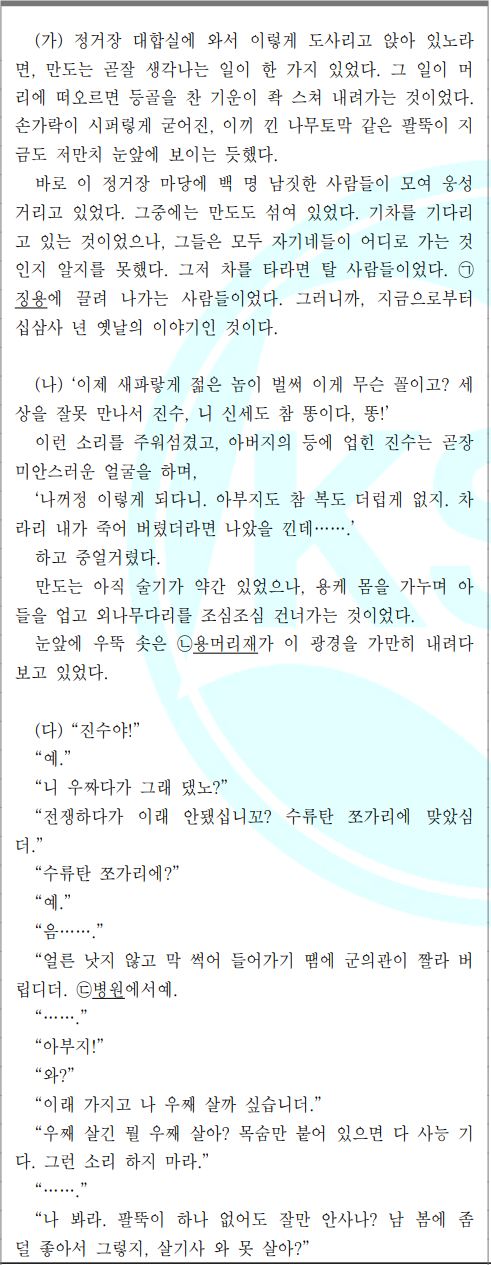 (가) 정거장 대합실에 와서 이렇게 도사리고 앉아 있노라
면, 만도는 곧잘 생각나는 일이 한 가지 있었다. 그 일이 머
리에 떠오르면 등골을 찬 기운이 좍 스쳐 내려가는 것이었다.
손가락이 시퍼렇게 굳어진, 이끼 낀 나무토막 같은 팔뚝이 지
금도 저만치 눈앞에 보이는 듯했다.
바로 이 정거장 마당에 백 명 남짓한 사람들이 모여 웅성
거리고 있었다. 그중에는 만도도 섞여 있었다. 기차를 기다리
고 있는 것이었으나, 그들은 모두 자기네들이 어디로 가는 것
인지 알지를 못했다. 그저 차를 타라면 탈 사람들이었다. ㉠
징용에 끌려 나가는 사람들이었다. 그러니까, 지금으로부터
십삼사 년 옛날의 이야기인 것이다.
(나) ‘이제 새파랗게 젊은 놈이 벌써 이게 무슨 꼴이고? 세
상을 잘못 만나서 진수, 니 신세도 참 똥이다, 똥!’
이런 소리를 주워섬겼고, 아버지의 등에 업힌 진수는 곧장
미안스러운 얼굴을 하며,
‘나꺼정 이렇게 되다니. 아부지도 참 복도 더럽게 없지. 차
라리 내가 죽어 버렸더라면 나았을 낀데…….’
하고 중얼거렸다.
만도는 아직 술기가 약간 있었으나, 용케 몸을 가누며 아
들을 업고 외나무다리를 조심조심 건너가는 것이었다.
눈앞에 우뚝 솟은 ㉡용머리재가 이 광경을 가만히 내려다
보고 있었다.
(다) “진수야!”
“예.”
“니 우짜다가 그래 댔노?”
“전쟁하다가 이래 안됐심니꼬? 수류탄 쪼가리에 맞았심
더.”
“수류탄 쪼가리에?”
“예.”
“음…….”
“얼른 낫지 않고 막 썩어 들어가기 땜에 군의관이 짤라 버
립디더. ㉢병원에서예.
“…….”
“아부지!”
“와?”
“이래 가지고 나 우째 살까 싶습니더.”
“우째 살긴 뭘 우째 살아? 목숨만 붙어 있으면 다 사능 기
다. 그런 소리 하지 마라.”
“…….”
“나 봐라. 팔뚝이 하나 없어도 잘만 안사나? 남 봄에 좀
덜 좋아서 그렇지, 살기사 와 못 살아?”